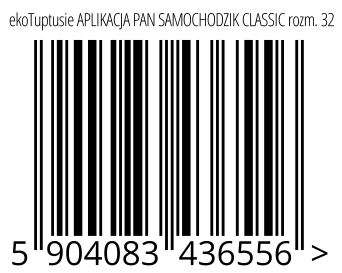 ekoTuptusie APLIKACJA PAN SAMOCHODZIK CLASSIC rozm. 32
5 904083 436556 >